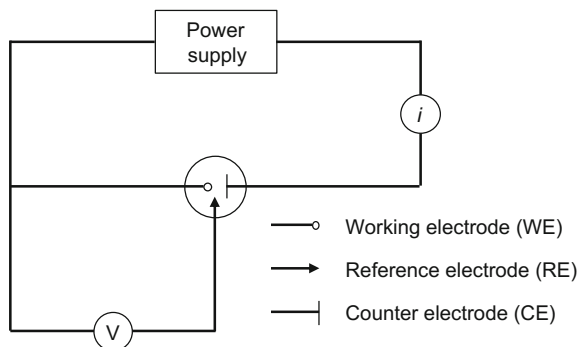 Power
supply
i
V
Working electrode (WE)
Reference electrode (RE)
Counter electrode (CE)